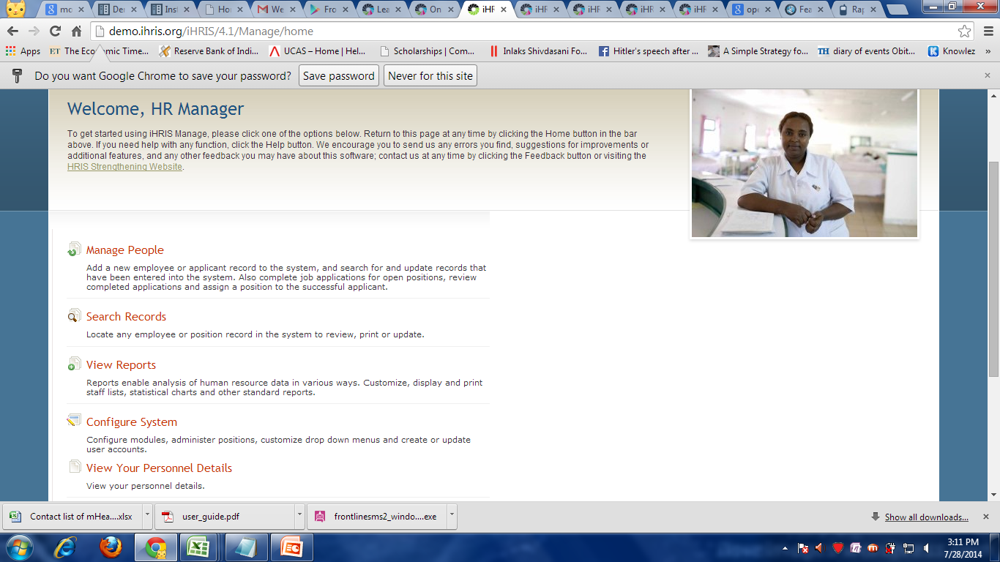 mo
De
Inst
Ho
We
Fro
Lea
On
iHR
iHR
iHR
iHR
iHR
ope
Fea
Rap
demo.ihris.org/iHRIS/4.1/Manage/home
Apps
The Economic Time...
Reserve Bank of Indi...
UCAS – Home | Hel...
Scholarships | Com...
Inlaks Shivdasani Fo...
Hitler's speech after ...
A Simple Strategy fo...
diary of events Obit...
Knowlez
»
Do you want Google Chrome to save your password?
Save password
Never for this site
Welcome, HR Manager
To get started using iHRIS Manage, please click one of the options below. Return to this page at any time by clicking the Home button in the bar
above. If you need help with any function, click the Help button. We encourage you to send us any errors you find, suggestions for improvements or
additional features, and any other feedback you may have about this software; contact us at any time by clicking the Feedback button or visiting the
HRIS Strengthening Website.
Manage People
Add a new employee or applicant record to the system, and search for and update records that
have been entered into the system. Also complete job applications for open positions, review
completed applications and assign a position to the successful applicant.
Search Records
Locate any employee or position record in the system to review, print or update.
View Reports
Reports enable analysis of human resource data in various ways. Customize, display and print
staff lists, statistical charts and other standard reports.
Configure System
Configure modules, administer positions, customize drop down menus and create or update
user accounts.
View Your Personnel Details
View your personnel details.
Contact list of mHea....xlsx
user_guide.pdf
frontlinesms2_windo....exe
Show all downloads...
3:11 PM
7/28/2014